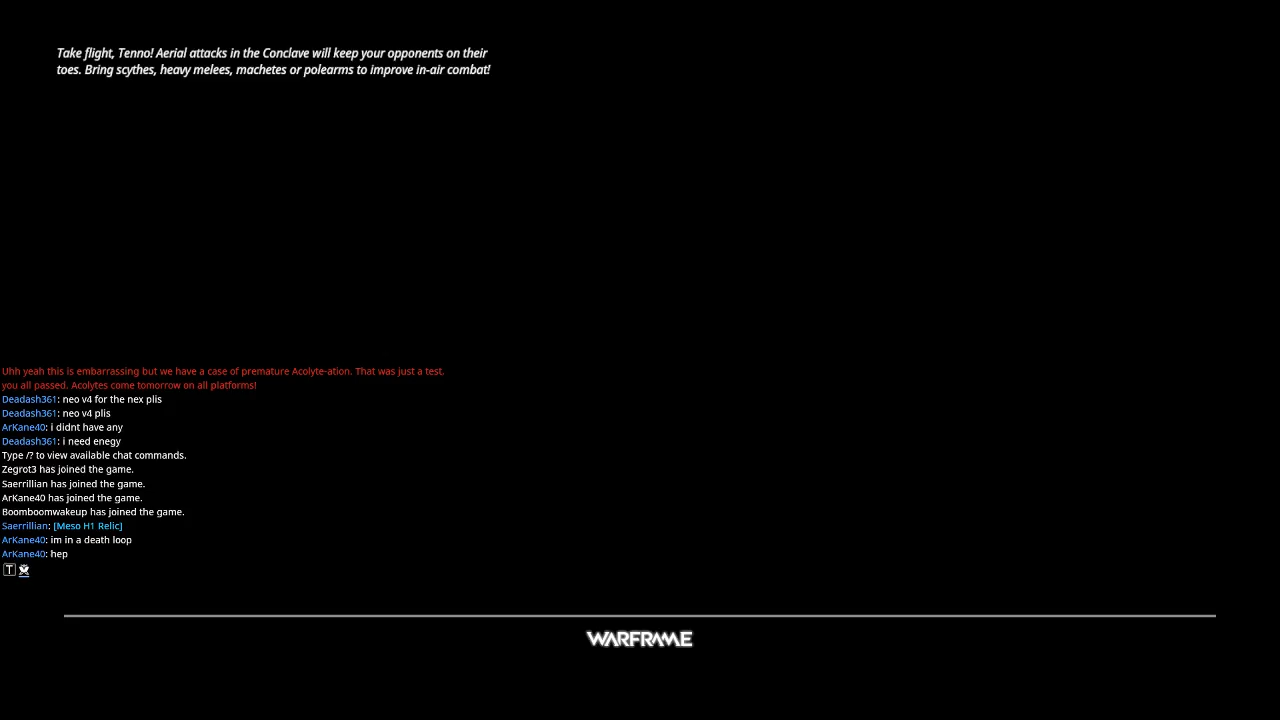 Take flight, Tenno! Aerial attacks in the Conclave will keep your opponents on their
toes. Bring scythes, heavy melees, machetes or polearms to improve in-air combat!
Uhh yeah this is embarrassing but we have a case of premature Acolyte-ation. That was just a test,
you all passed. Acolytes come tomorrow on all platforms!
Deadash361: neo v4 for the nex plis
Deadash361: neo v4 plis
ArKane40: i didnt have any
Deadash361: i need enegy
Type /? to view available chat commands.
Zegrot3 has joined the game.
Saerrillian has joined the game.
ArKane40 has joined the game.
Boomboomwakeup has joined the game.
Saerrillian: [Meso H1 Relic]
ArKane40: im in a death loop
ArKane40: hep
T
WARFRAME